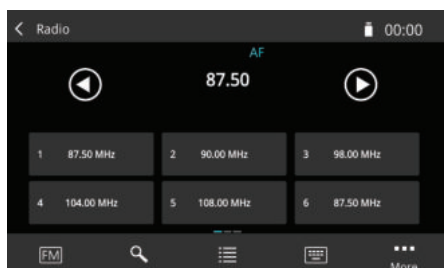 Radio 00:00
AF
87.50
1 87.50 MHz 2 90.00 MHz 3 98.00 MHz
4 104.00 MHz 5 108.00 MHz 6 87.50 MHz
FM More